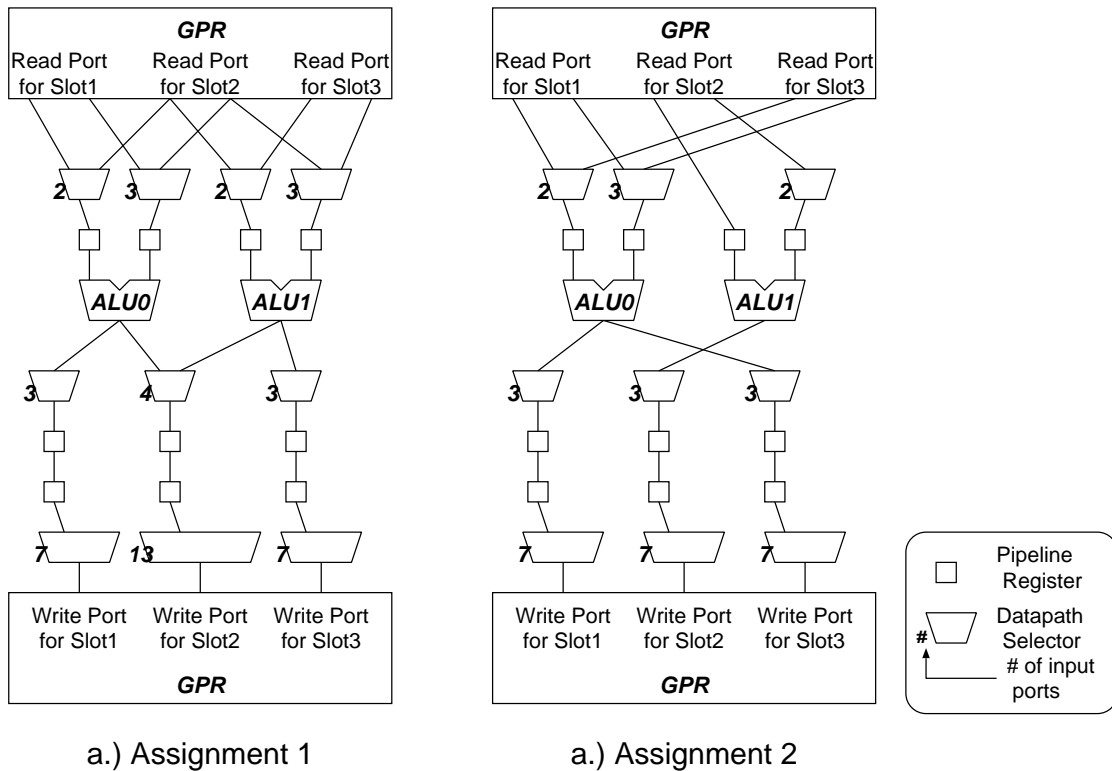 GPR
Read Port Read Port Read Port
for Slot1 for Slot2 for Slot3
2 3 2 3
ALU0 ALU1
3 4 3
7 13 7
Write Port Write Port Write Port
for Slot1 for Slot2 for Slot3
GPR
a.) Assignment 1
GPR
Read Port Read Port Read Port
for Slot1 for Slot2 for Slot3
2 3 2
ALU0 ALU1
3 3 3
7 7 7
Write Port Write Port Write Port
for Slot1 for Slot2 for Slot3
GPR
a.) Assignment 2
Pipeline
Register
Datapath
Selector
#
# of input
ports